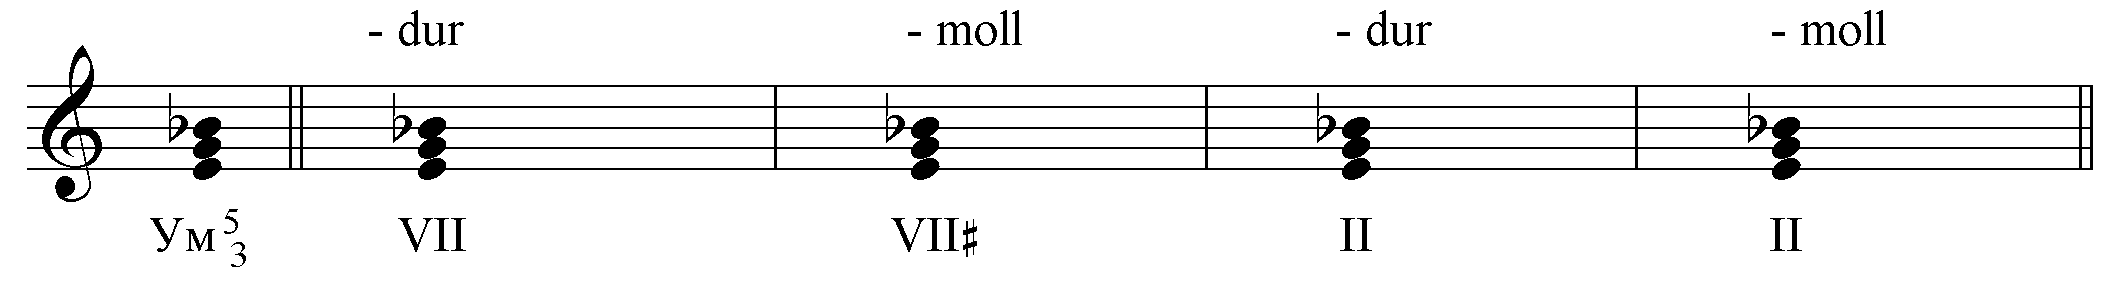 - dur - moll - dur - moll
Ум 5 3 VII VII♯ II II